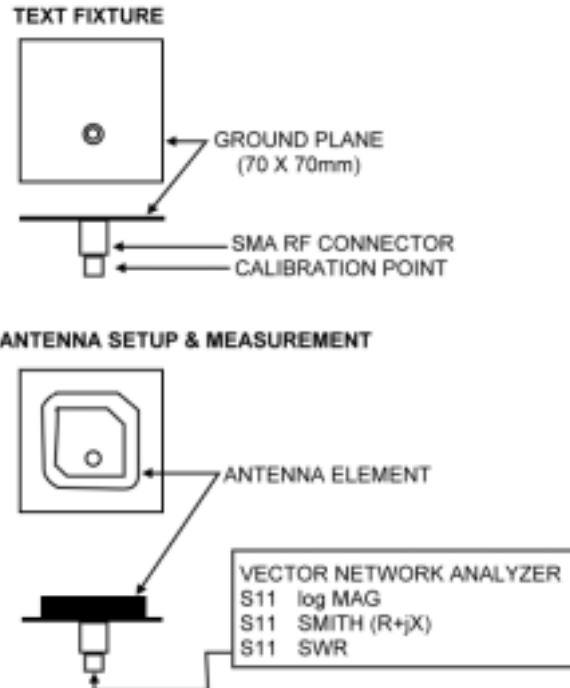 TEXT FIXTURE
GROUND PLANE
(70 X 70mm)
SMA RF CONNECTOR
CALIBRATION POINT
ANTENNA SETUP & MEASUREMENT
ANTENNA ELEMENT
VECTOR NETWORK ANALYZER
S11 log MAG
S11 SMITH (R+jX)
S11 SWR